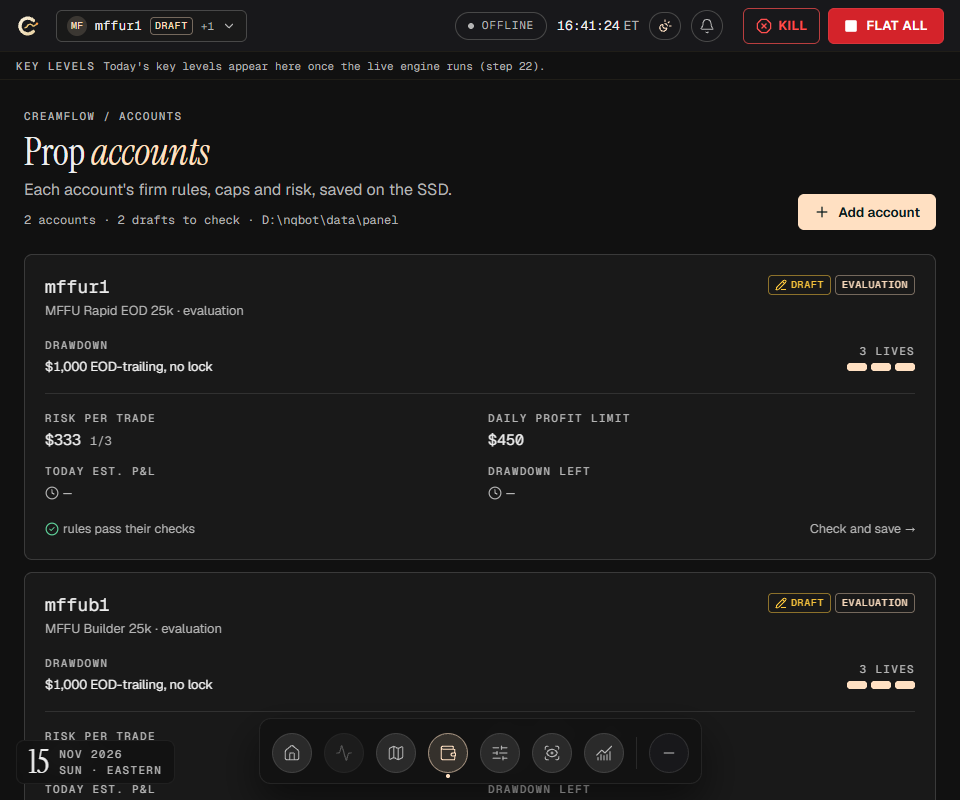 MF mffur1 DRAFT +1
OFFLINE
16:41:24 ET
KILL
FLAT ALL
KEY LEVELS Today's key levels appear here once the live engine runs (step 22).
CREAMFLOW / ACCOUNTS
Prop accounts
Each account's firm rules, caps and risk, saved on the SSD.
2 accounts · 2 drafts to check · D:\nqbot\data\panel
+ Add account
mffur1
DRAFT
EVALUATION
MFFU Rapid EOD 25k · evaluation
DRAWDOWN
$1,000 EOD-trailing, no lock
3 LIVES
RISK PER TRADE
$333 1/3
DAILY PROFIT LIMIT
$450
TODAY EST. P&L
–
DRAWDOWN LEFT
–
rules pass their checks
Check and save →
mffub1
DRAFT
EVALUATION
MFFU Builder 25k · evaluation
DRAWDOWN
$1,000 EOD-trailing, no lock
3 LIVES
RISK PER TRADE
15
NOV 2026
SUN · EASTERN
TODAY EST. P&L
DRAWDOWN LEFT